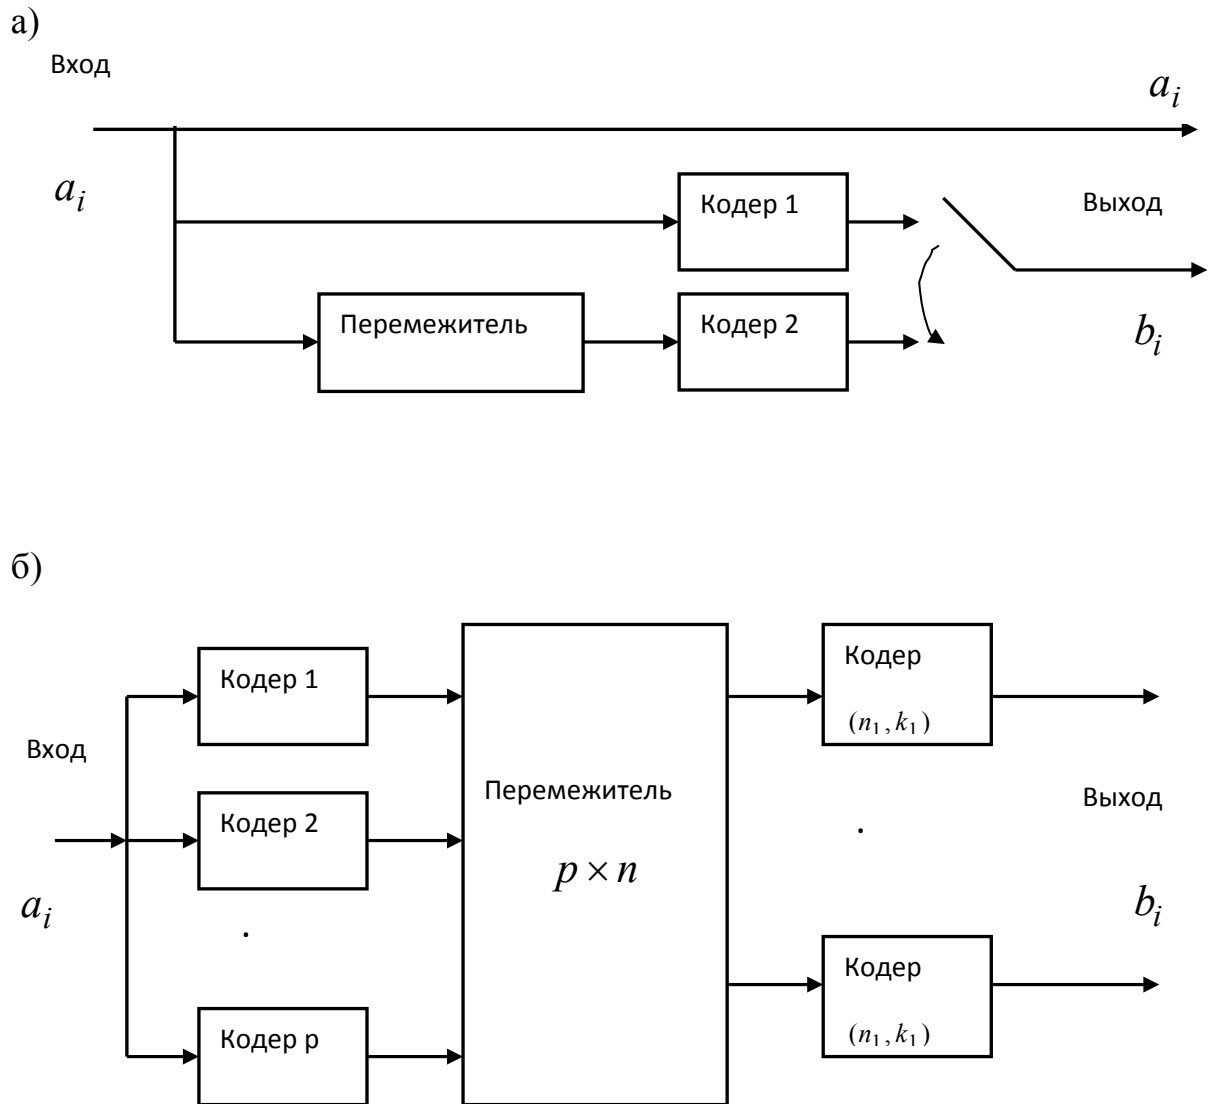 а)
Вход
a_i
a_i
Кодер 1
Выход
Перемежитель
Кодер 2
b_i
б)
Кодер 1
Кодер
(n_1, k_1)
Вход
Перемежитель
Выход
Кодер 2
.
p × n
a_i
b_i
.
Кодер
Кодер p
(n_1, k_1)